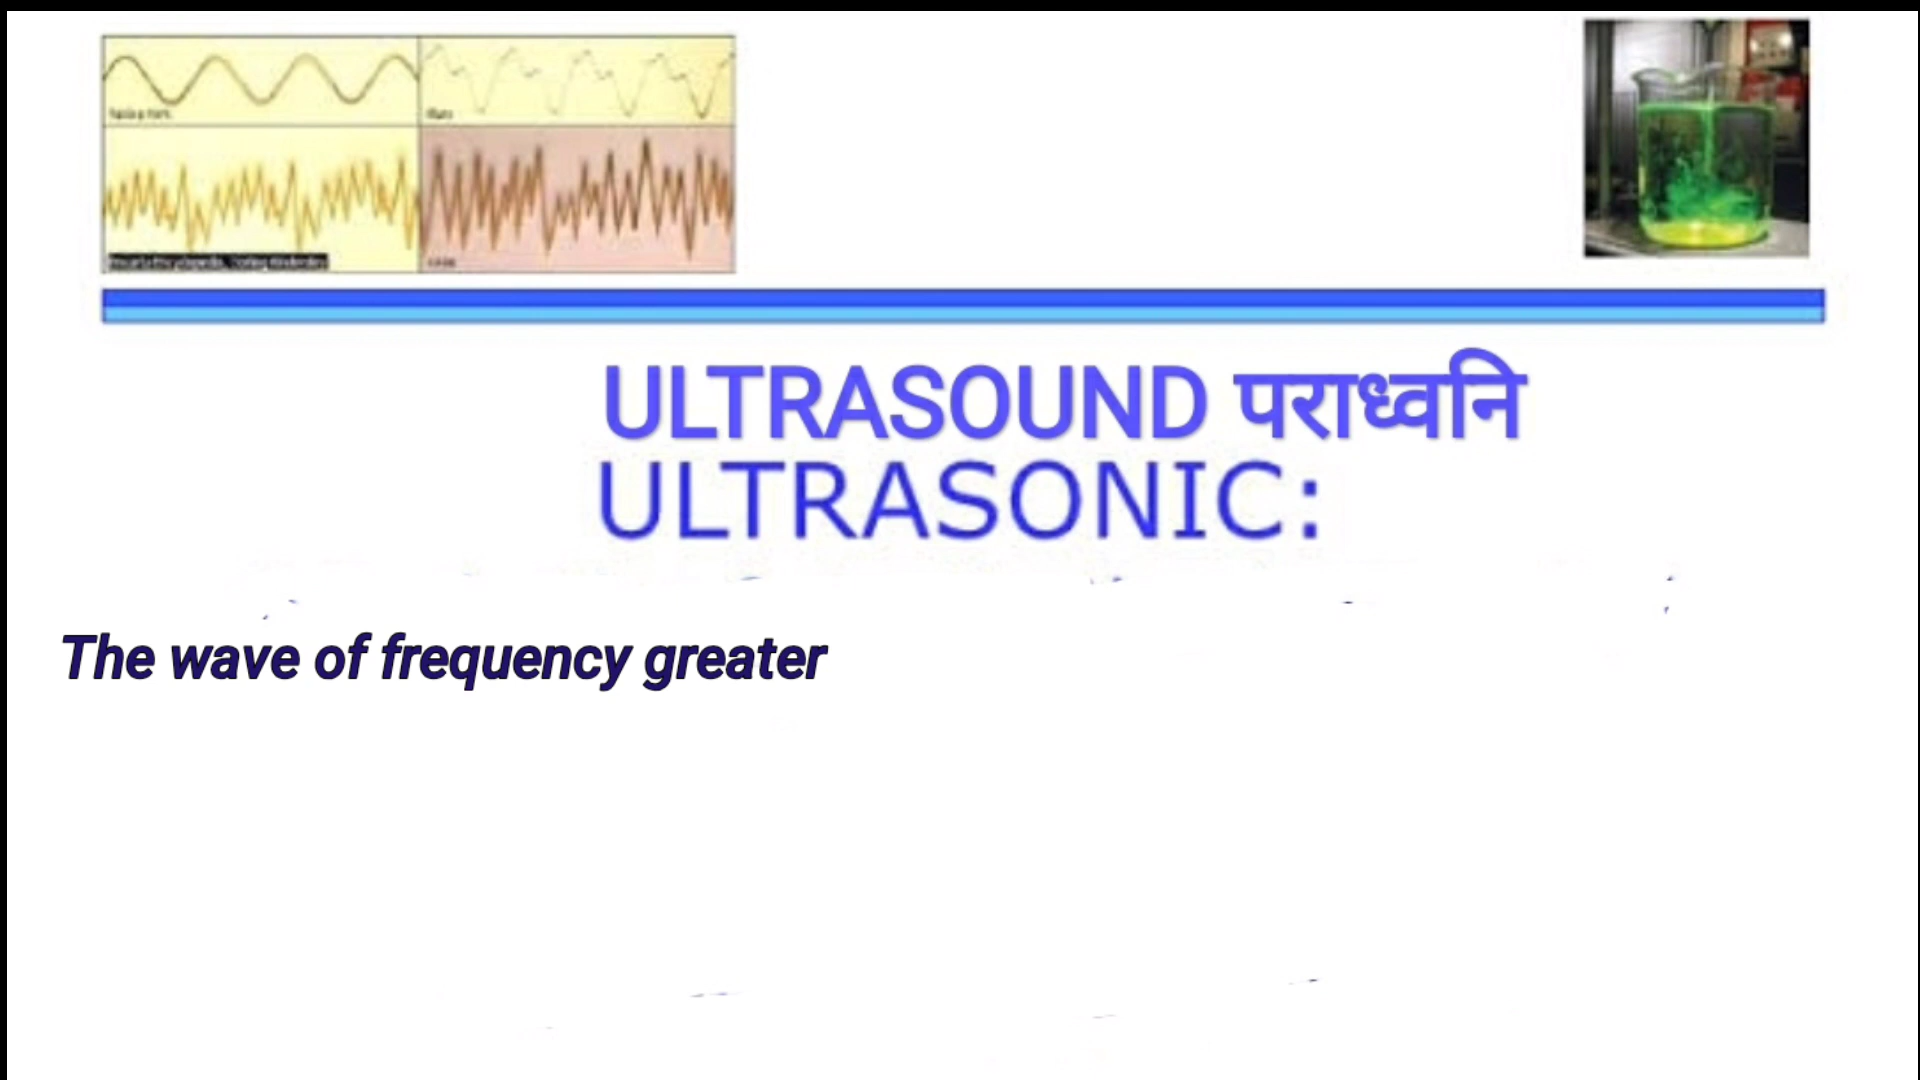 ULTRASOUND पराध्वनि
ULTRASONIC:
The wave of frequency greater